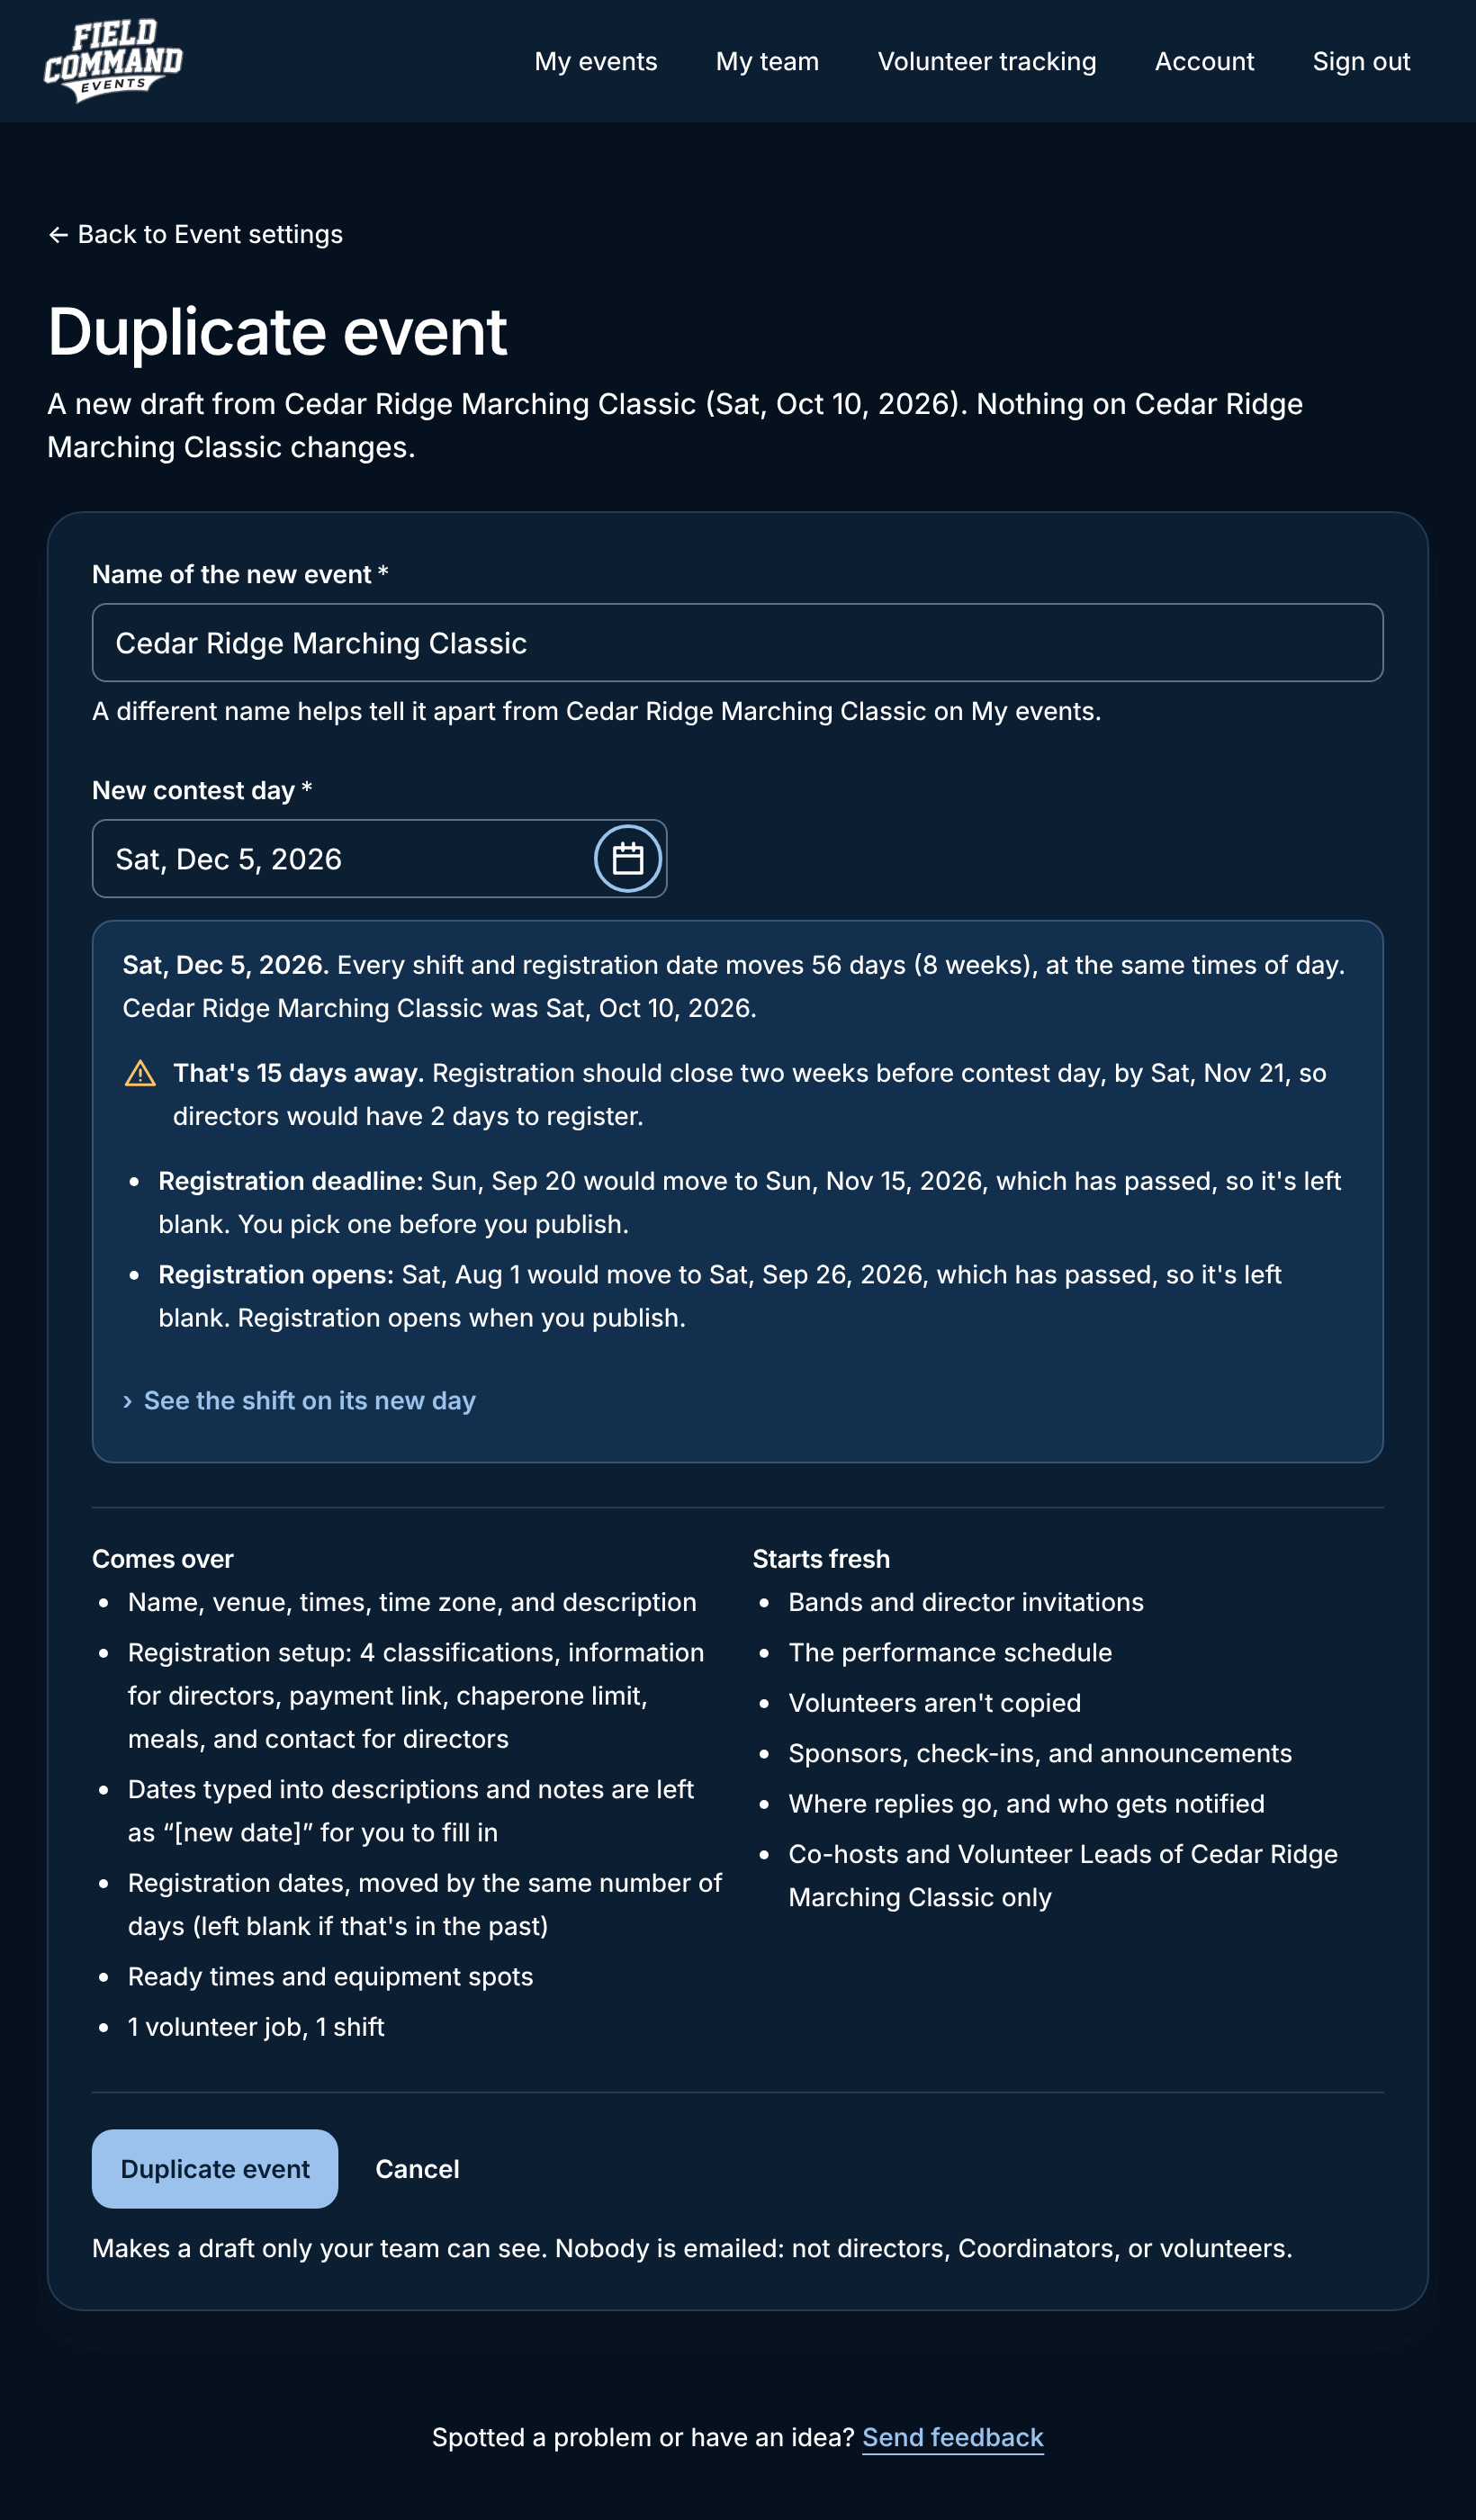 FIELD
COMMAND
EVENTS
My events
My team
Volunteer tracking
Account
Sign out
← Back to Event settings
Duplicate event
A new draft from Cedar Ridge Marching Classic (Sat, Oct 10, 2026). Nothing on Cedar Ridge
Marching Classic changes.
Name of the new event *
Cedar Ridge Marching Classic
A different name helps tell it apart from Cedar Ridge Marching Classic on My events.
New contest day *
Sat, Dec 5, 2026
Sat, Dec 5, 2026. Every shift and registration date moves 56 days (8 weeks), at the same times of day.
Cedar Ridge Marching Classic was Sat, Oct 10, 2026.
That's 15 days away. Registration should close two weeks before contest day, by Sat, Nov 21, so
directors would have 2 days to register.
• Registration deadline: Sun, Sep 20 would move to Sun, Nov 15, 2026, which has passed, so it's left
blank. You pick one before you publish.
• Registration opens: Sat, Aug 1 would move to Sat, Sep 26, 2026, which has passed, so it's left
blank. Registration opens when you publish.
› See the shift on its new day
Comes over
• Name, venue, times, time zone, and description
• Registration setup: 4 classifications, information
for directors, payment link, chaperone limit,
meals, and contact for directors
• Dates typed into descriptions and notes are left
as “[new date]” for you to fill in
• Registration dates, moved by the same number of
days (left blank if that's in the past)
• Ready times and equipment spots
• 1 volunteer job, 1 shift
Starts fresh
• Bands and director invitations
• The performance schedule
• Volunteers aren't copied
• Sponsors, check-ins, and announcements
• Where replies go, and who gets notified
• Co-hosts and Volunteer Leads of Cedar Ridge
Marching Classic only
Duplicate event
Cancel
Makes a draft only your team can see. Nobody is emailed: not directors, Coordinators, or volunteers.
Spotted a problem or have an idea? Send feedback